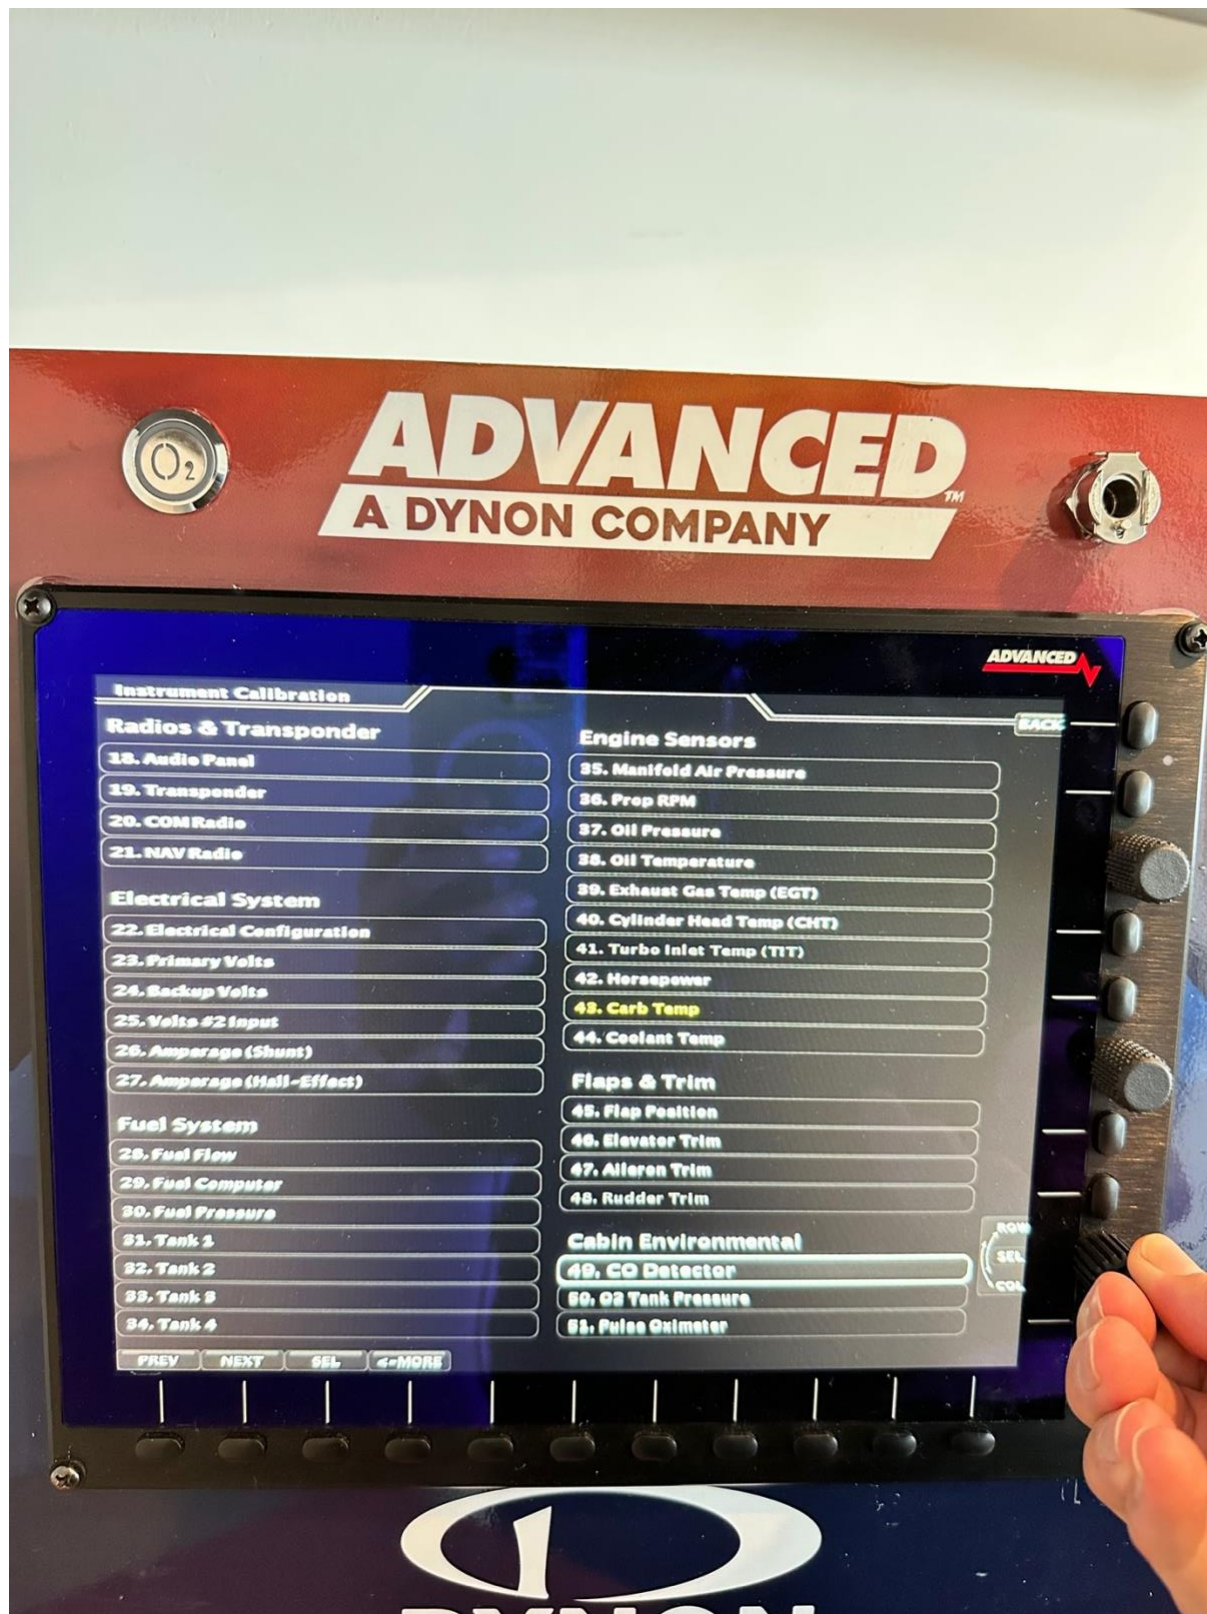 O2
ADVANCED™
A DYNON COMPANY
ADVANCED
Instrument Calibration
BACK
Radios & Transponder
18. Audio Panel
19. Transponder
20. COM Radio
21. NAV Radio
Electrical System
22. Electrical Configuration
23. Primary Volts
24. Backup Volts
25. Volts #2 Input
26. Amperage (Shunt)
27. Amperage (Hall-Effect)
Fuel System
28. Fuel Flow
29. Fuel Computer
30. Fuel Pressure
31. Tank 1
32. Tank 2
33. Tank 3
34. Tank 4
Engine Sensors
35. Manifold Air Pressure
36. Prop RPM
37. Oil Pressure
38. Oil Temperature
39. Exhaust Gas Temp (EGT)
40. Cylinder Head Temp (CHT)
41. Turbo Inlet Temp (TIT)
42. Horsepower
43. Carb Temp
44. Coolant Temp
Flaps & Trim
45. Flap Position
46. Elevator Trim
47. Aileron Trim
48. Rudder Trim
Cabin Environmental
49. CO Detector
50. O2 Tank Pressure
51. Pulse Oximeter
ROW
SEL
COL
PREV NEXT SEL <-MORE
DYNON